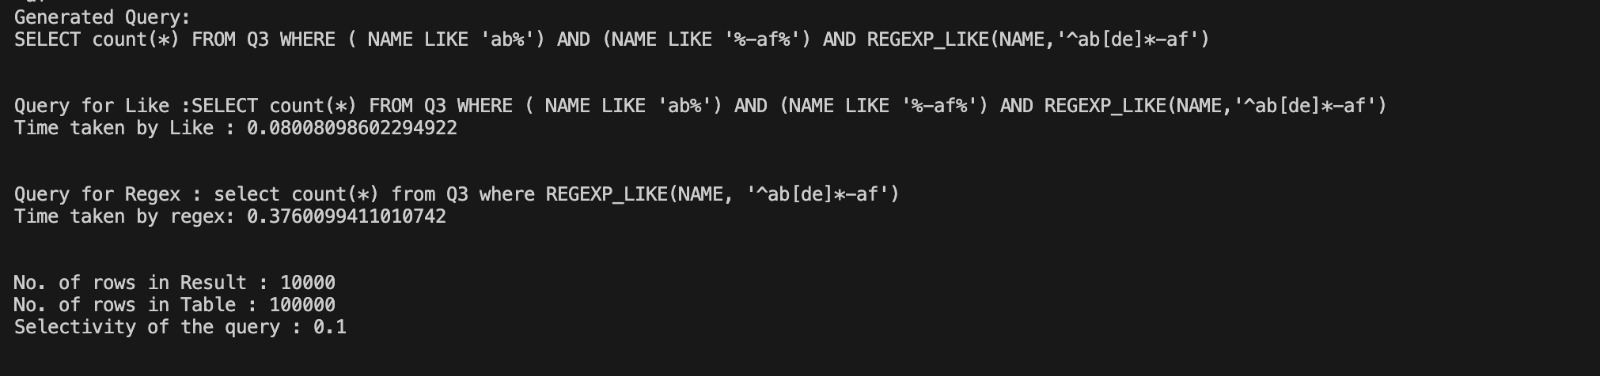 Generated Query:
SELECT count(*) FROM Q3 WHERE ( NAME LIKE 'ab%') AND (NAME LIKE '%-af%') AND REGEXP_LIKE(NAME,'^ab[de]*-af')
Query for Like :SELECT count(*) FROM Q3 WHERE ( NAME LIKE 'ab%') AND (NAME LIKE '%-af%') AND REGEXP_LIKE(NAME,'^ab[de]*-af')
Time taken by Like : 0.08008098602294922
Query for Regex : select count(*) from Q3 where REGEXP_LIKE(NAME, '^ab[de]*-af')
Time taken by regex: 0.3760099411010742
No. of rows in Result : 10000
No. of rows in Table : 100000
Selectivity of the query : 0.1